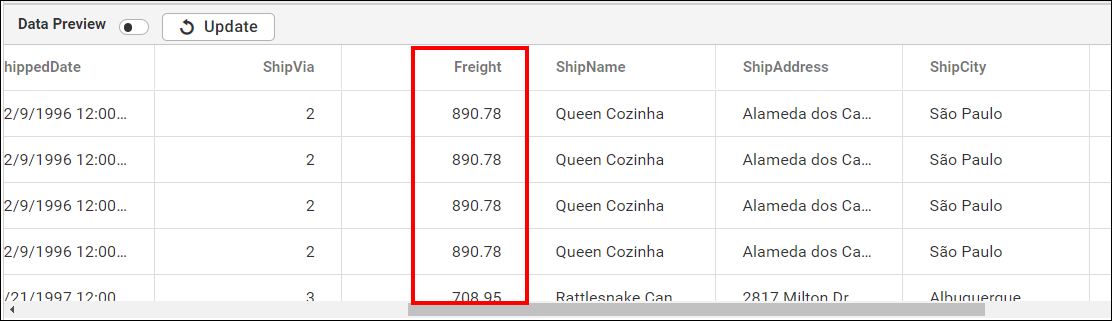 Data Preview Update
hippedDate ShipVia Freight ShipName ShipAddress ShipCity
2/9/1996 12:00... 2 890.78 Queen Cozinha Alameda dos Ca... São Paulo
2/9/1996 12:00... 2 890.78 Queen Cozinha Alameda dos Ca... São Paulo
2/9/1996 12:00... 2 890.78 Queen Cozinha Alameda dos Ca... São Paulo
2/9/1996 12:00... 2 890.78 Queen Cozinha Alameda dos Ca... São Paulo
/21/1997 12:00 3 708.95 Rattlesnake Can 2817 Milton Dr Albuquerque